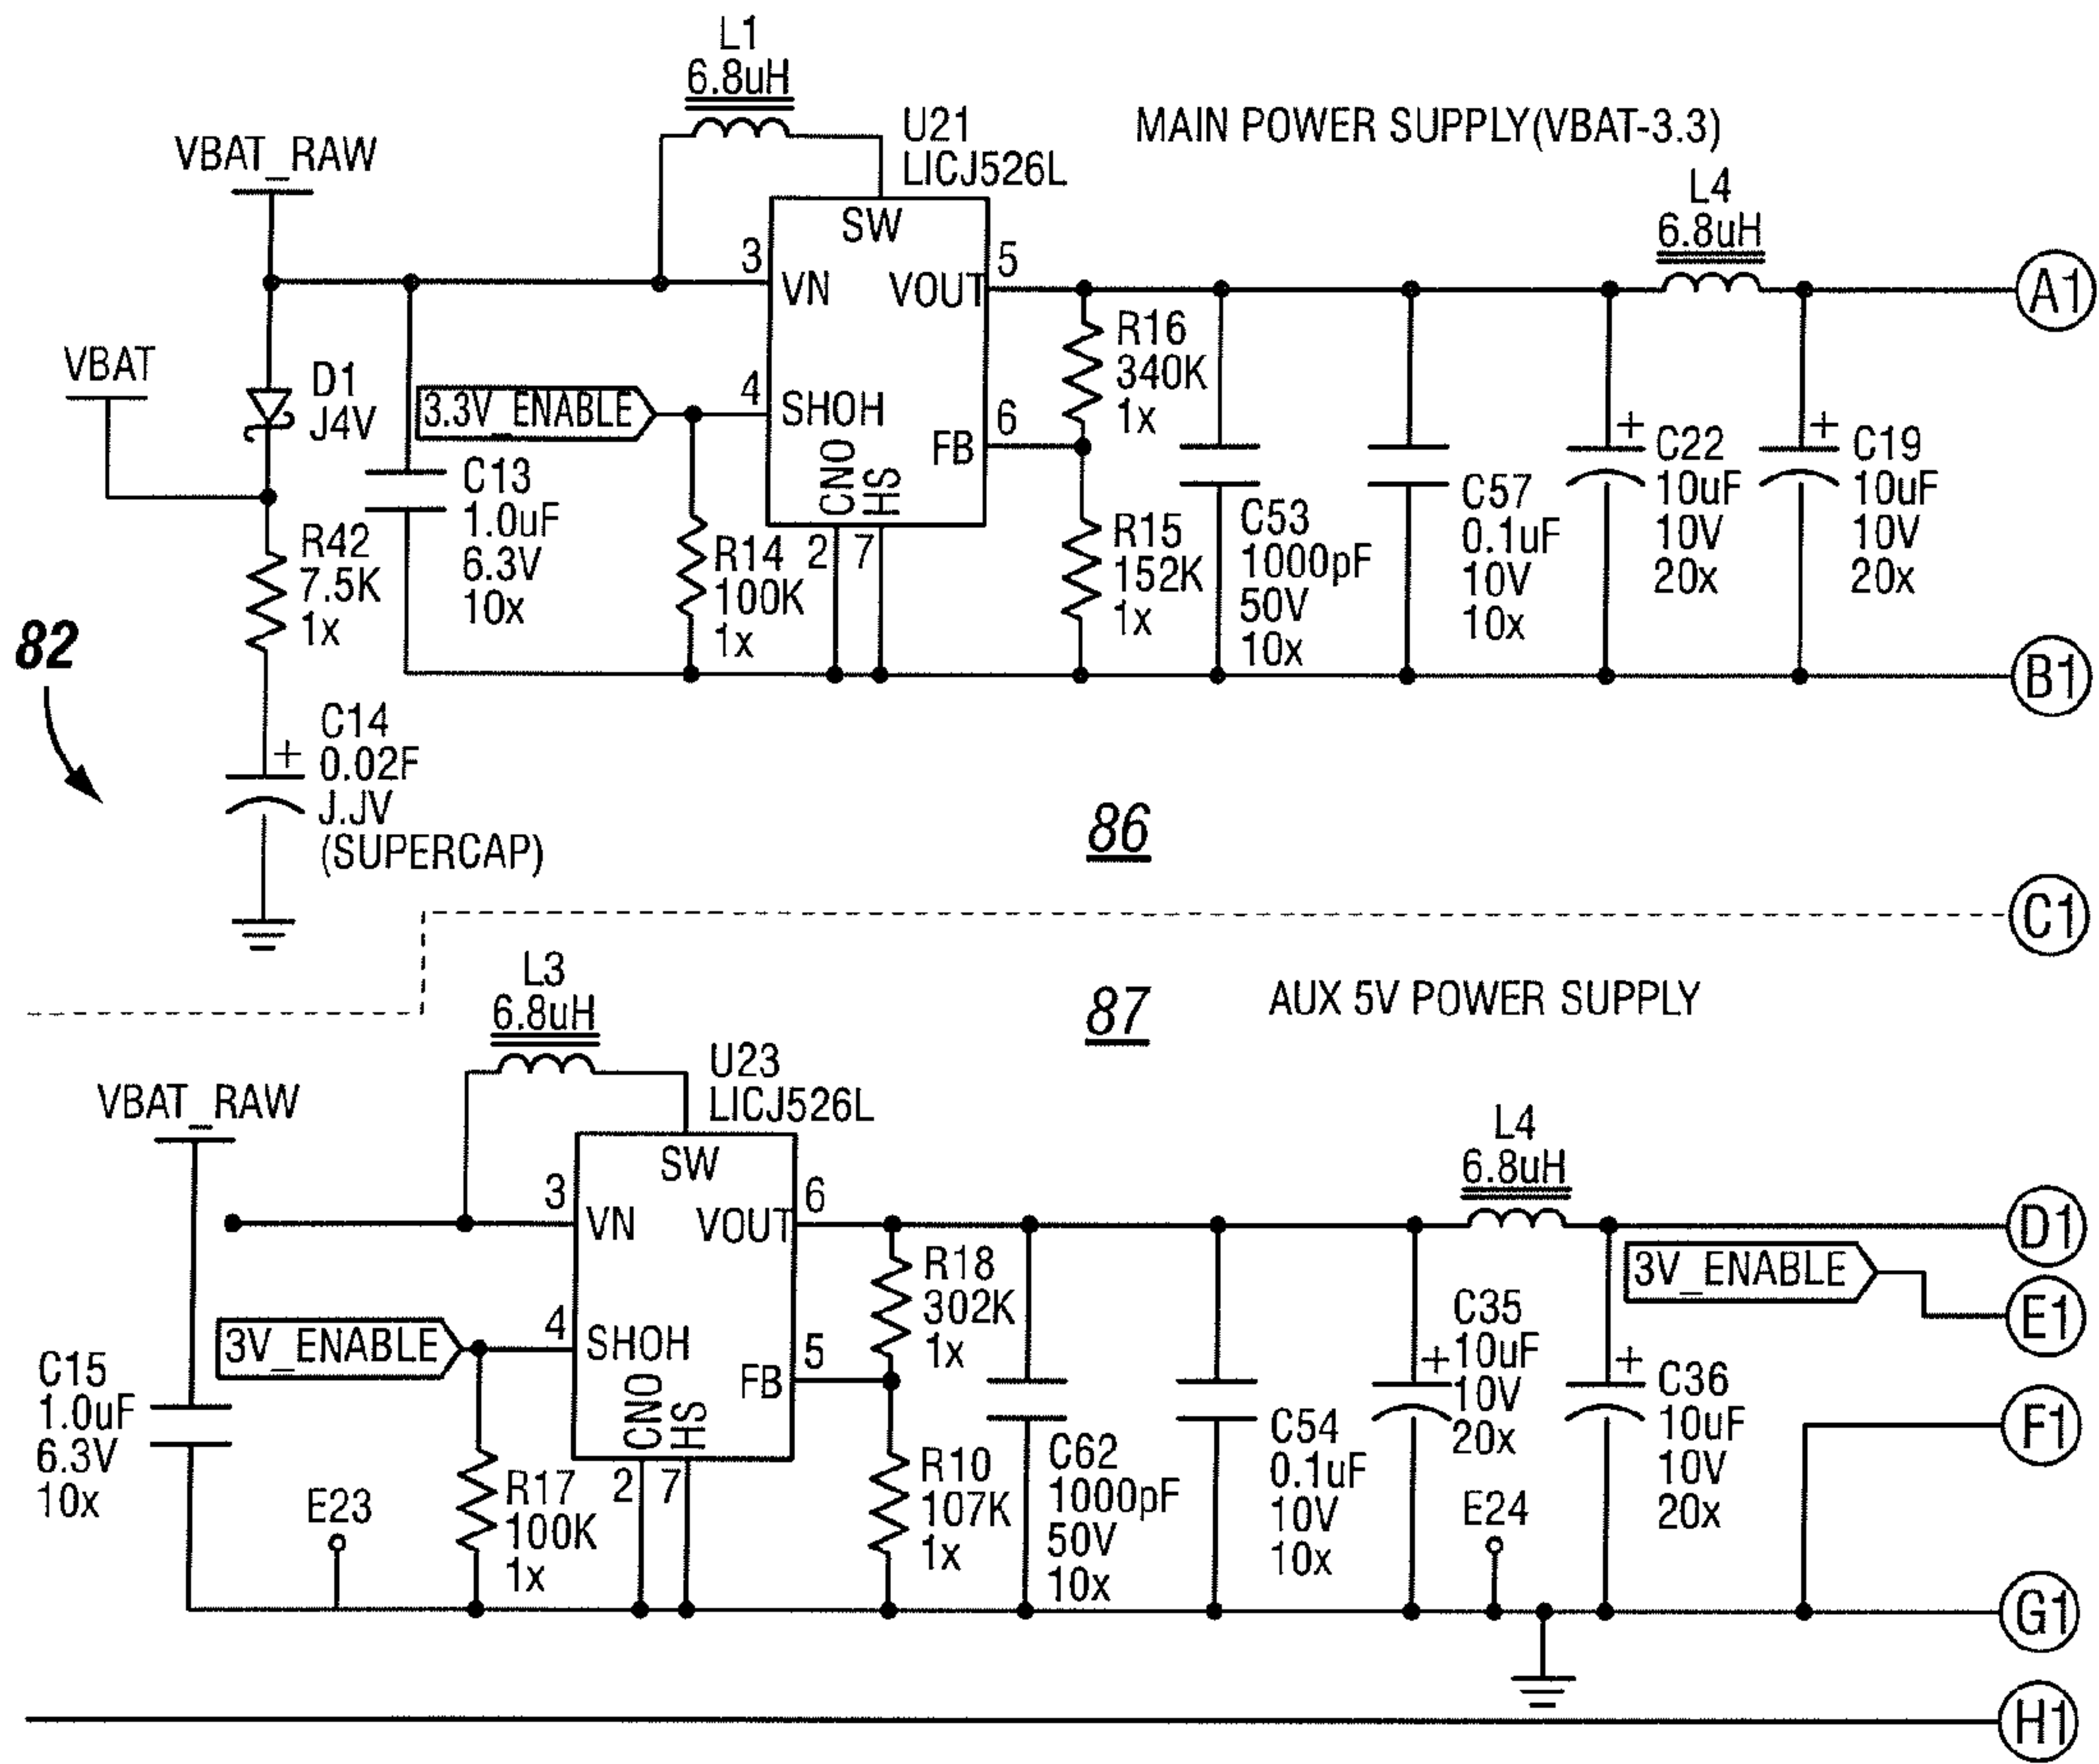 L1
6.8uH
U21
LICJ526L
MAIN POWER SUPPLY(VBAT-3.3)
VBAT_RAW
L4
6.8uH
SW
3
VN
VOUT
5
A1
VBAT
D1
J4V
3.3V_ENABLE
4
SHOH
6
FB
CNO
HS
2
7
R16
340K
1x
C13
1.0uF
6.3V
10x
R14
100K
1x
R15
152K
1x
C53
1000pF
50V
10x
C57
0.1uF
10V
10x
C22
10uF
10V
20x
C19
10uF
10V
20x
+
+
R42
7.5K
1x
82
B1
C14
0.02F
J.JV
(SUPERCAP)
+
86
C1
87
AUX 5V POWER SUPPLY
L3
6.8uH
U23
LICJ526L
VBAT_RAW
L4
6.8uH
SW
3
VN
VOUT
6
D1
3V_ENABLE
E1
3V_ENABLE
4
SHOH
5
FB
CNO
HS
2
7
R18
302K
1x
C15
1.0uF
6.3V
10x
E23
R17
100K
1x
R10
107K
1x
C62
1000pF
50V
10x
C54
0.1uF
10V
10x
C35
+10uF
10V
20x
E24
+
C36
10uF
10V
20x
F1
G1
H1